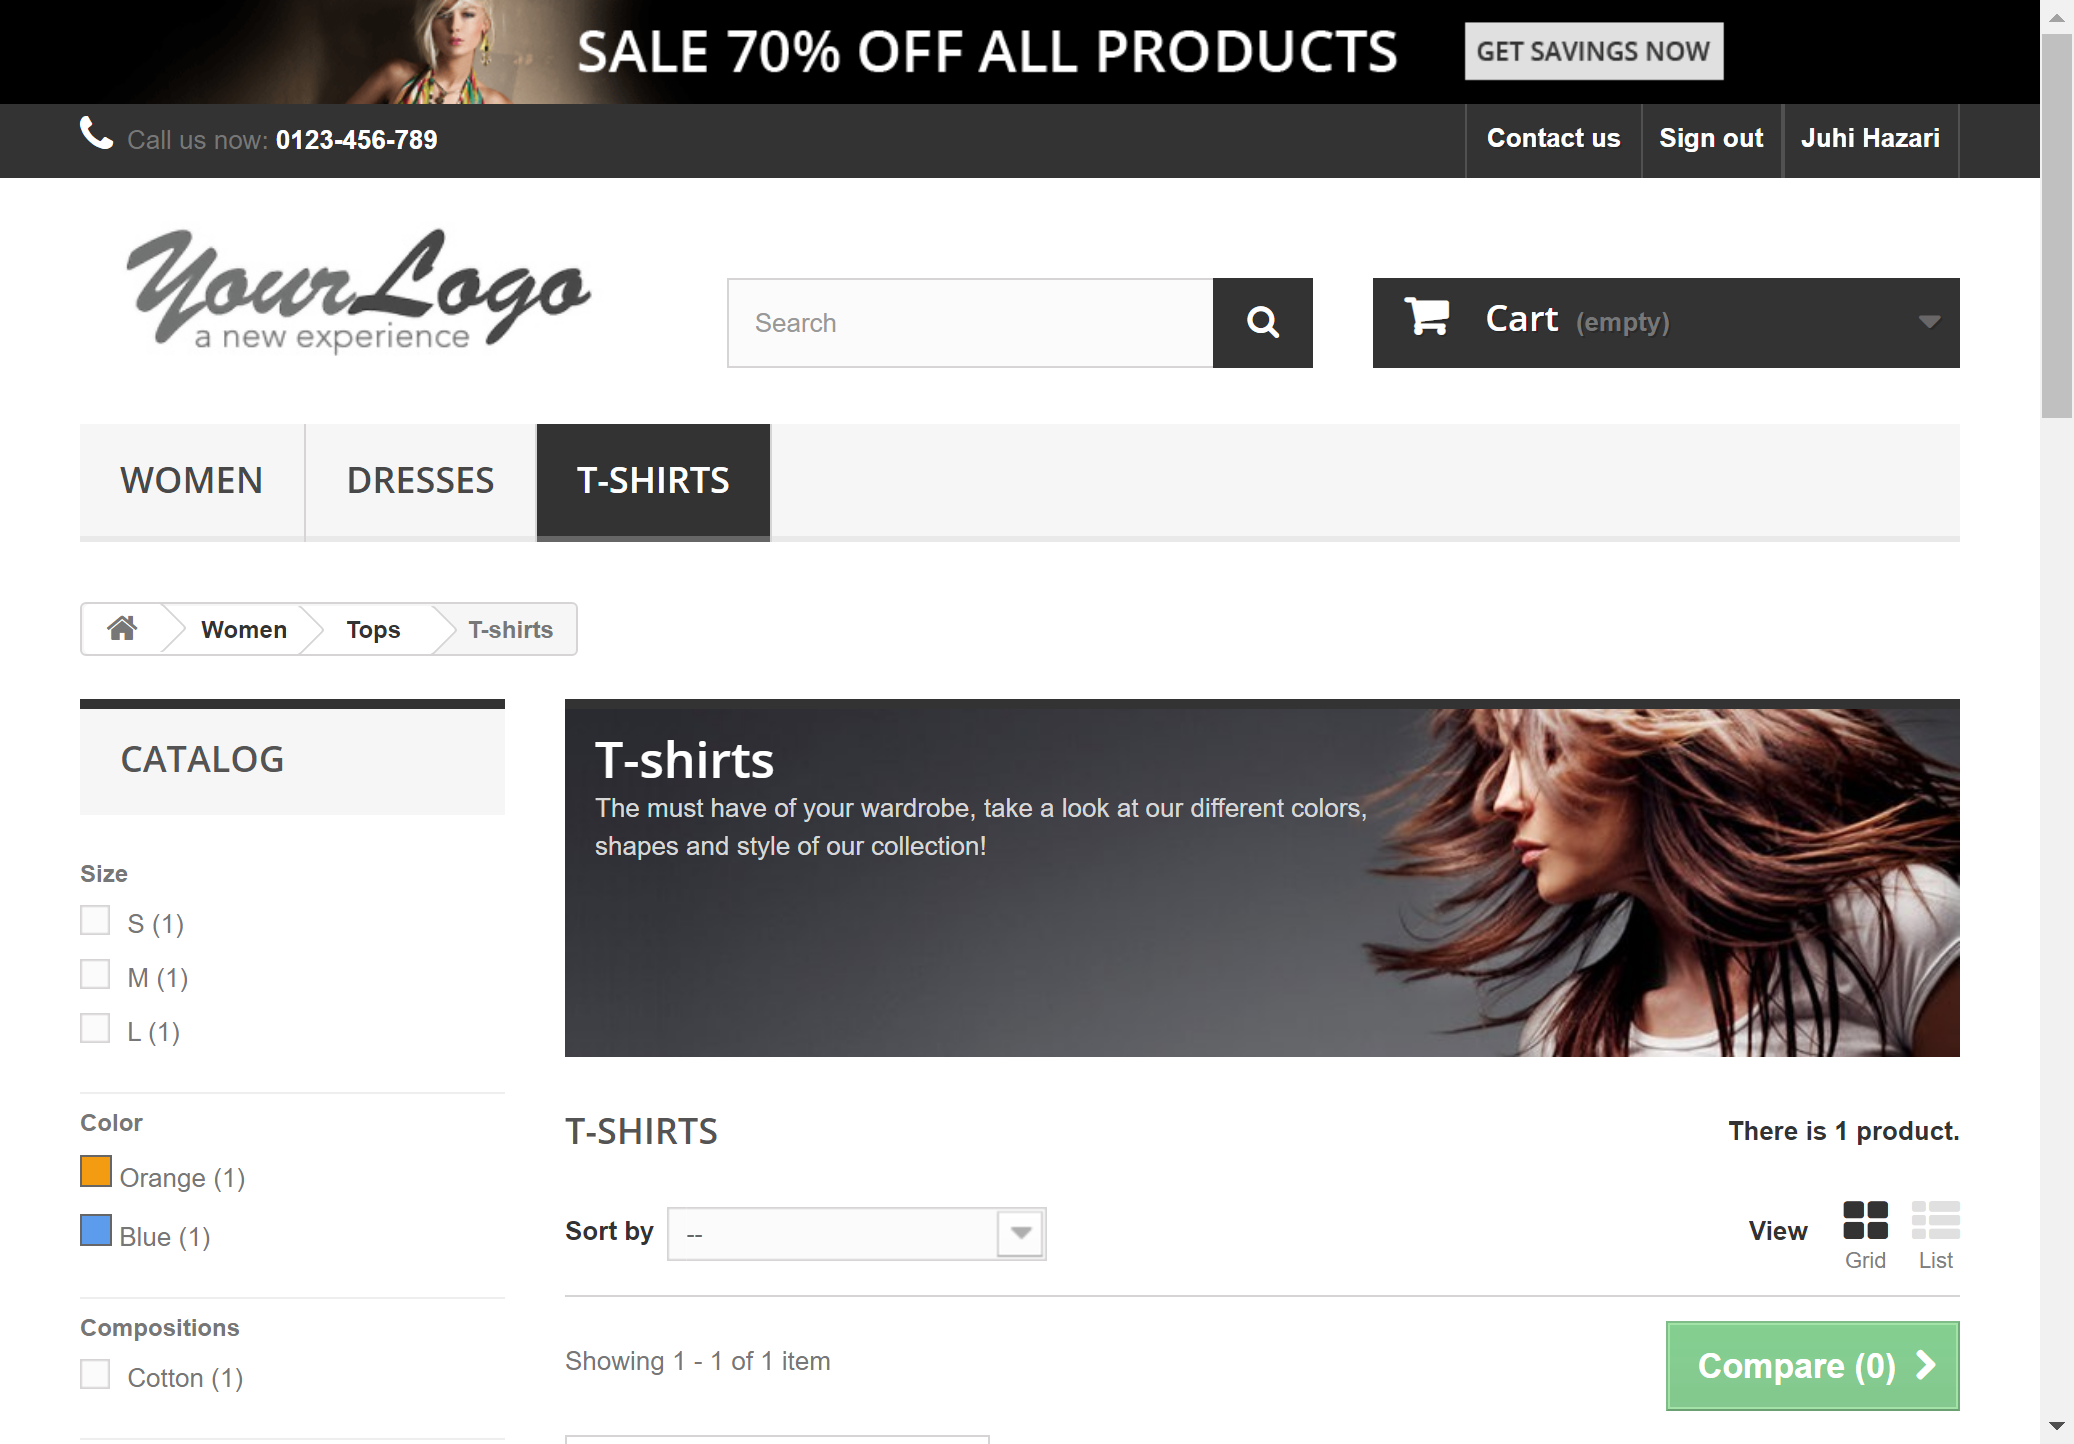 SALE 70% OFF ALL PRODUCTS
GET SAVINGS NOW
Call us now: 0123-456-789
Contact us
Sign out
Juhi Hazari
YourLogo
a new experience
Search
Cart (empty)
WOMEN
DRESSES
T-SHIRTS
Women
Tops
T-shirts
CATALOG
Size
S (1)
M (1)
L (1)
Color
Orange (1)
Blue (1)
Compositions
Cotton (1)
T-shirts
The must have of your wardrobe, take a look at our different colors,
shapes and style of our collection!
T-SHIRTS
There is 1 product.
Sort by
--
View
Grid
List
Showing 1 - 1 of 1 item
Compare (0)